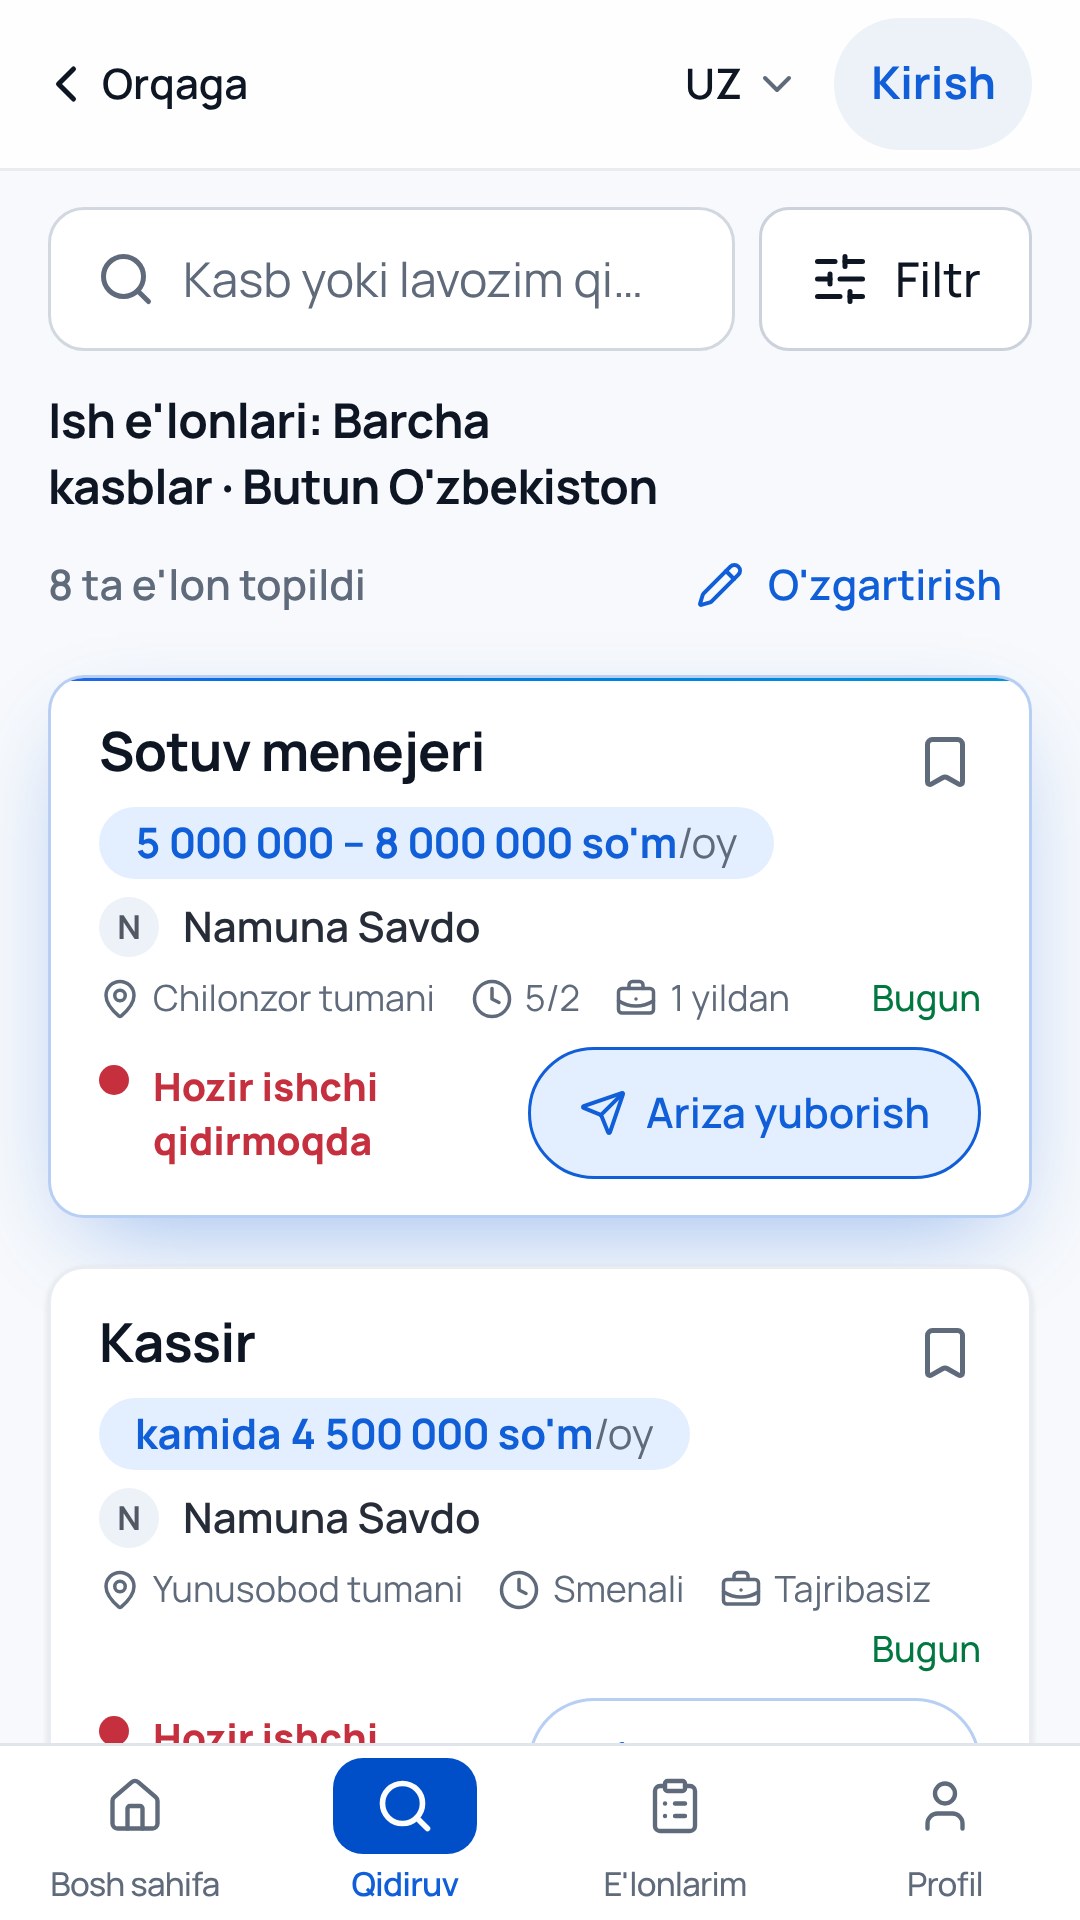 Orqaga
UZ
Kirish
Kasb yoki lavozim qi...
Filtr
Ish e'lonlari: Barcha
kasblar · Butun O'zbekiston
8 ta e'lon topildi
O'zgartirish
Sotuv menejeri
5 000 000 – 8 000 000 so'm/oy
N Namuna Savdo
Chilonzor tumani 5/2 1 yildan Bugun
Hozir ishchi
qidirmoqda
Ariza yuborish
Kassir
kamida 4 500 000 so'm/oy
N Namuna Savdo
Yunusobod tumani Smenali Tajribasiz
Bugun
Hozir ishchi
Bosh sahifa
Qidiruv
E'lonlarim
Profil